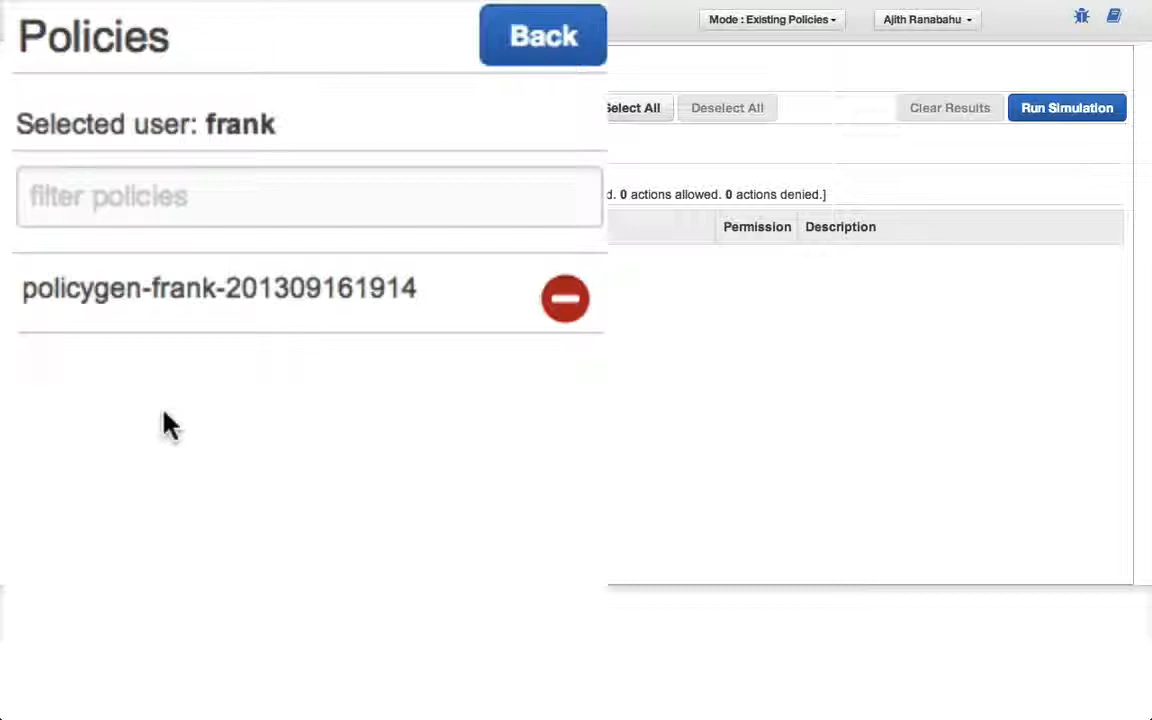 Policies
Back
Mode : Existing Policies
Ajith Ranabahu
Select All
Deselect All
Clear Results
Run Simulation
Selected user: frank
filter policies
d. 0 actions allowed. 0 actions denied.]
Permission
Description
policygen-frank-201309161914